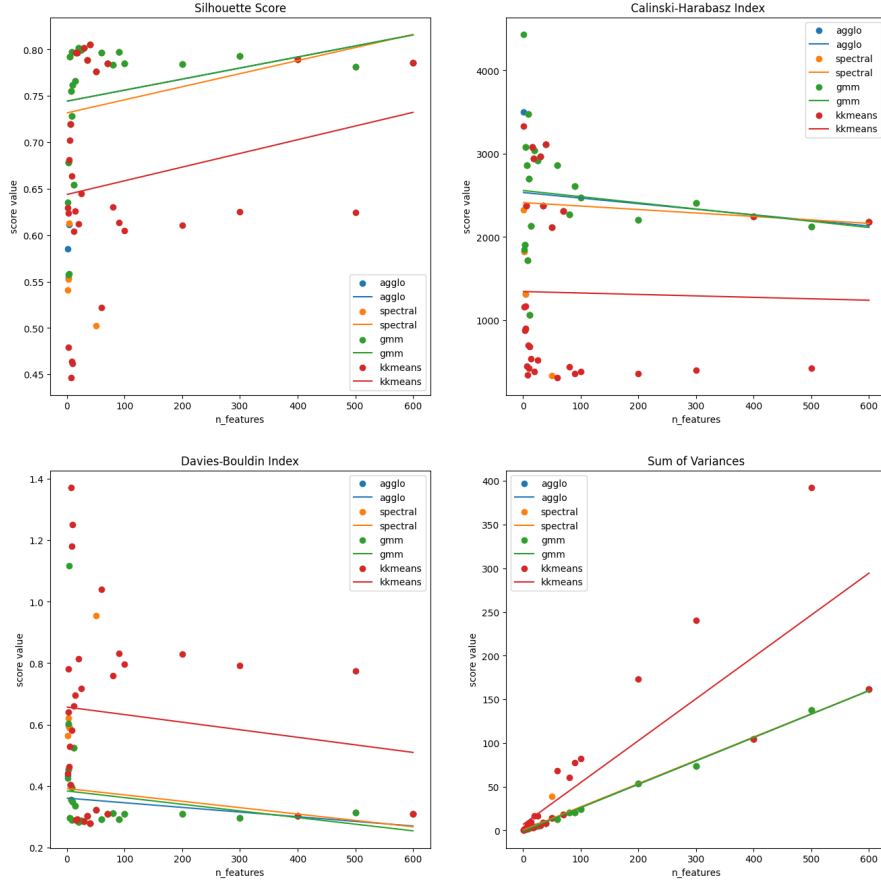 Silhouette Score
0.80
0.75
0.70
0.65
0.60
0.55
0.50
0.45
score value
agglo
agglo
spectral
spectral
gmm
gmm
kkmeans
kkmeans
0 100 200 300 400 500 600
n_features
Calinski-Harabasz Index
4000
3000
2000
1000
score value
agglo
agglo
spectral
spectral
gmm
gmm
kkmeans
kkmeans
0 100 200 300 400 500 600
n_features
Davies-Bouldin Index
1.4
1.2
1.0
0.8
0.6
0.4
0.2
score value
agglo
agglo
spectral
spectral
gmm
gmm
kkmeans
kkmeans
0 100 200 300 400 500 600
n_features
Sum of Variances
400
350
300
250
200
150
100
50
0
score value
agglo
agglo
spectral
spectral
gmm
gmm
kkmeans
kkmeans
0 100 200 300 400 500 600
n_features